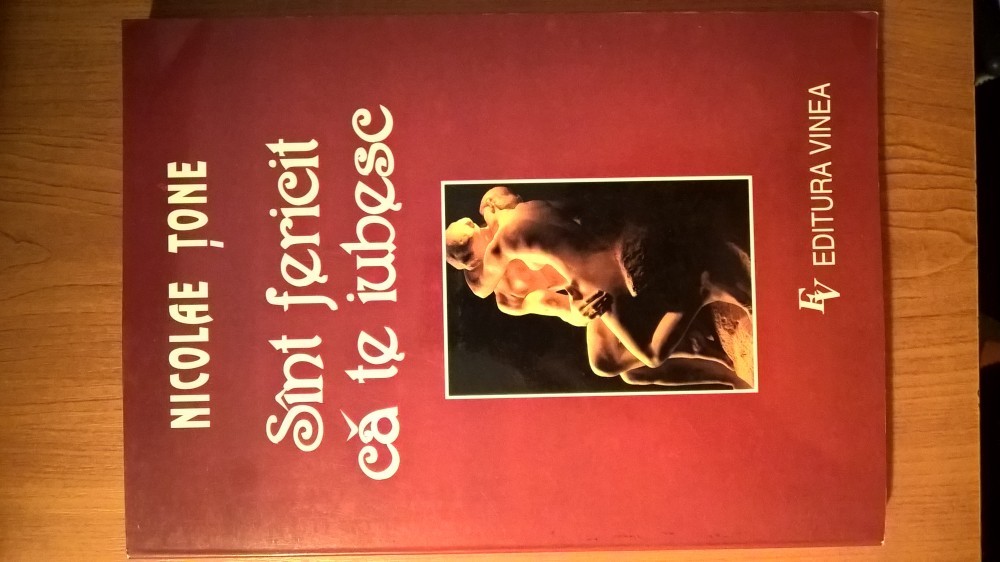 NICOLAE ȚONE
Sînt fericit
că te iubesc
EV EDITURA VINEA